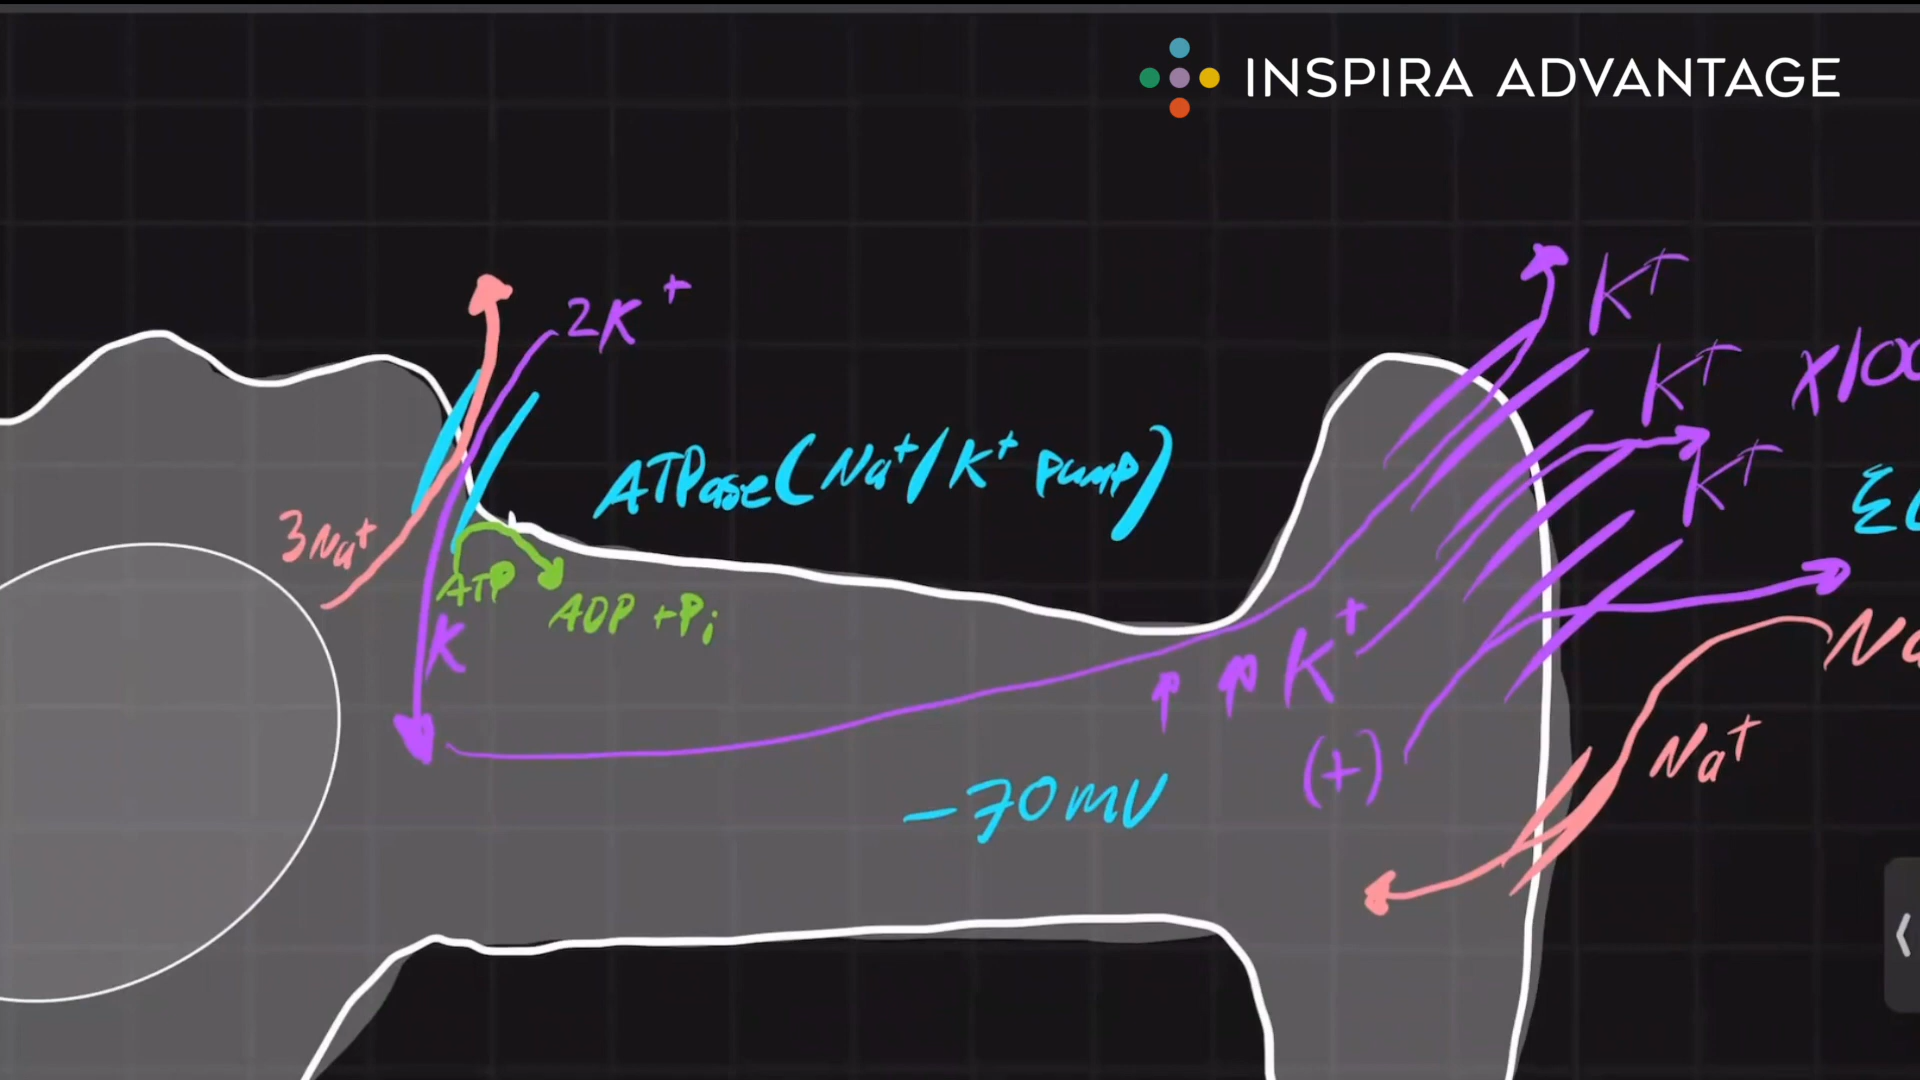 INSPIRA ADVANTAGE
2K+
K+
K+ x100
K+
ATPase (Na+/K+ pump)
3Na+
ATP
ADP + Pi
K
↑ ↑ K+
(+)
-70mV
Na+